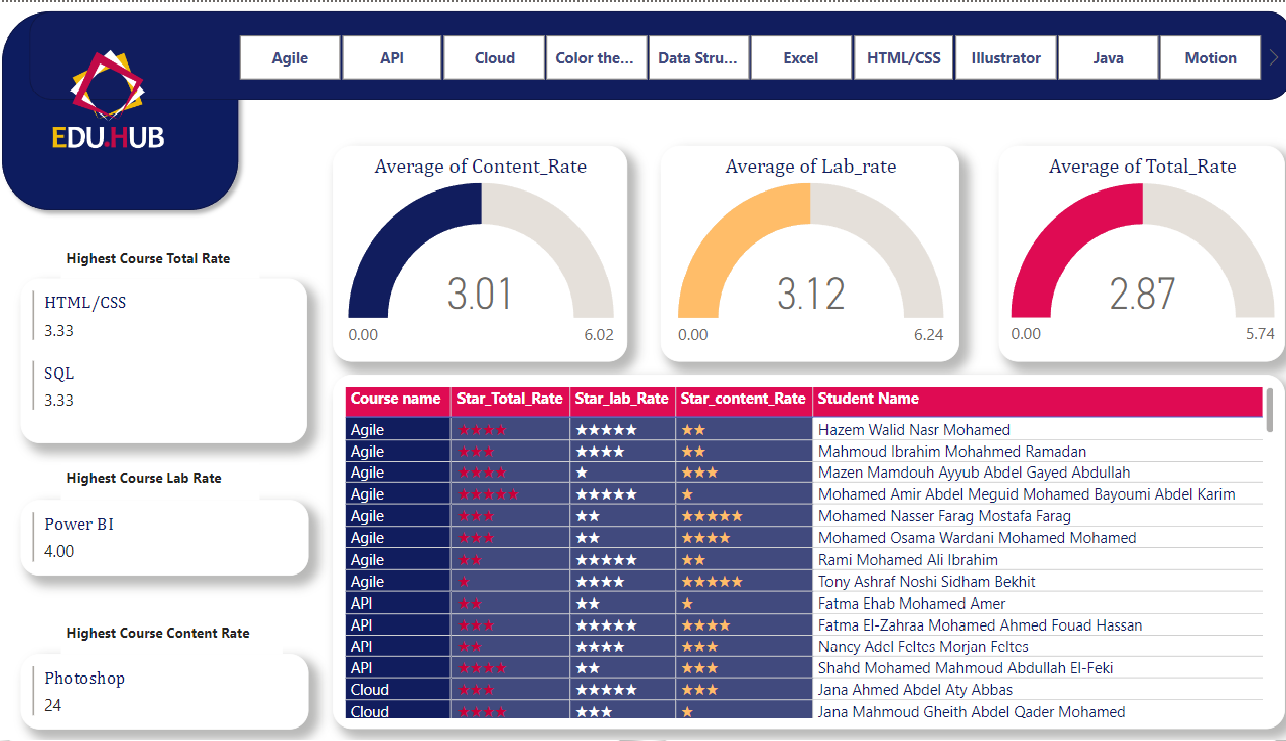 Agile API Cloud Color the... Data Stru... Excel HTML/CSS Illustrator Java Motion
EDU.HUB
Highest Course Total Rate
HTML/CSS
3.33
SQL
3.33
Highest Course Lab Rate
Power BI
4.00
Highest Course Content Rate
Photoshop
24
Average of Content_Rate
3.01
0.00 6.02
Average of Lab_rate
3.12
0.00 6.24
Average of Total_Rate
2.87
0.00 5.74
Course name Star_Total_Rate Star_lab_Rate Star_content_Rate Student Name
Agile ★★★★ ★★★★★ ★★ Hazem Walid Nasr Mohamed
Agile ★★★ ★★★★ ★★ Mahmoud Ibrahim Mohahmed Ramadan
Agile ★★★★ ★ ★★★ Mazen Mamdouh Ayyub Abdel Gayed Abdullah
Agile ★★★★★ ★★★★★ ★ Mohamed Amir Abdel Meguid Mohamed Bayoumi Abdel Karim
Agile ★★★ ★★ ★★★★★ Mohamed Nasser Farag Mostafa Farag
Agile ★★★ ★★ ★★★★ Mohamed Osama Wardani Mohamed Mohamed
Agile ★★ ★★★★★ ★★ Rami Mohamed Ali Ibrahim
Agile ★ ★★★★ ★★★★★ Tony Ashraf Noshi Sidham Bekhit
API ★★ ★★ ★ Fatma Ehab Mohamed Amer
API ★★★ ★★★★★ ★★★★ Fatma El-Zahraa Mohamed Ahmed Fouad Hassan
API ★★ ★★★★ ★★★ Nancy Adel Feltes Morjan Feltes
API ★★★★ ★★ ★★★ Shahd Mohamed Mahmoud Abdullah El-Feki
Cloud ★★★ ★★★★★ ★★★ Jana Ahmed Abdel Aty Abbas
Cloud ★★★★ ★★★ ★ Jana Mahmoud Gheith Abdel Qader Mohamed